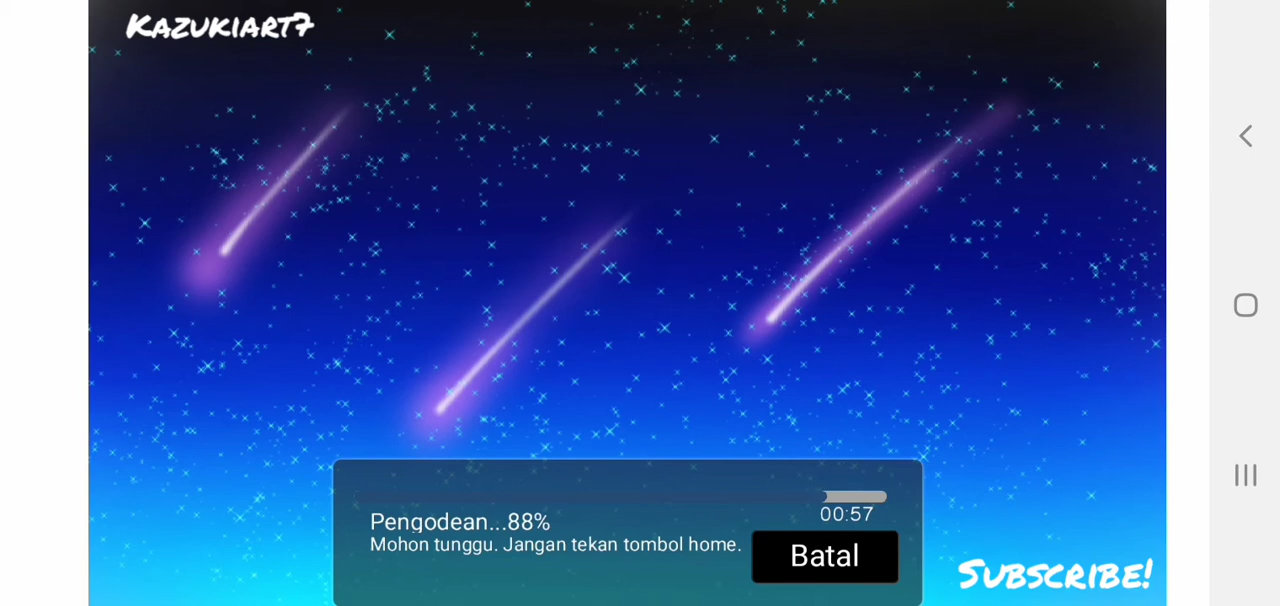 Kazukiart7
00:57
Pengodean...88%
Mohon tunggu. Jangan tekan tombol home.
Batal
Subscribe!